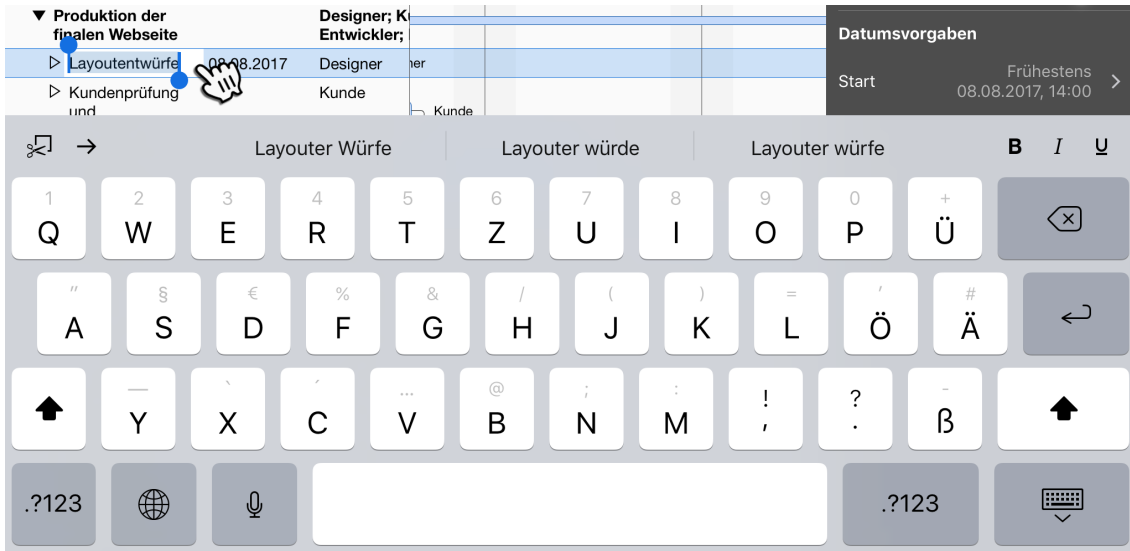 Produktion der
finalen Webseite
Designer; K
Entwickler;
Layoutentwürfe
08.08.2017
Designer
ner
Kundenprüfung
und
Kunde
Kunde
Datumsvorgaben
Start
Frühestens
08.08.2017, 14:00
Layouter Würfe
Layouter würde
Layouter würfe
B I U
1 2 3 4 5 6 7 8 9 0 +
Q W E R T Z U I O P Ü
" § € % & / ( ) = ' #
A S D F G H J K L Ö Ä
— ` ´ ... @ ; : ! ? -
Y X C V B N M , . ß
.?123
.?123